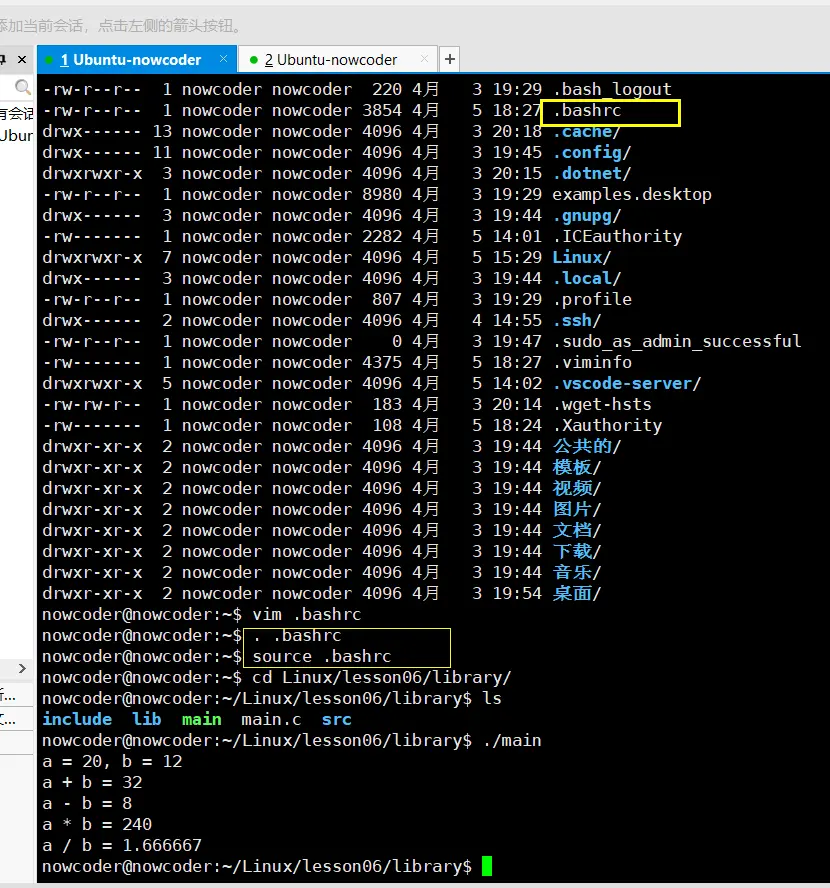 添加当前会话，点击左侧的箭头按钮。
1 Ubuntu-nowcoder × 2 Ubuntu-nowcoder × +
有会话
Ubun
-rw-r--r-- 1 nowcoder nowcoder 220 4月 3 19:29 .bash_logout
-rw-r--r-- 1 nowcoder nowcoder 3854 4月 5 18:27 .bashrc
drwx------ 13 nowcoder nowcoder 4096 4月 3 20:18 .cache/
drwx------ 11 nowcoder nowcoder 4096 4月 3 19:45 .config/
drwxrwxr-x 3 nowcoder nowcoder 4096 4月 3 20:15 .dotnet/
-rw-r--r-- 1 nowcoder nowcoder 8980 4月 3 19:29 examples.desktop
drwx------ 3 nowcoder nowcoder 4096 4月 3 19:44 .gnupg/
-rw------- 1 nowcoder nowcoder 2282 4月 5 14:01 .ICEauthority
drwxrwxr-x 7 nowcoder nowcoder 4096 4月 5 15:29 Linux/
drwx------ 3 nowcoder nowcoder 4096 4月 3 19:44 .local/
-rw-r--r-- 1 nowcoder nowcoder 807 4月 3 19:29 .profile
drwx------ 2 nowcoder nowcoder 4096 4月 4 14:55 .ssh/
-rw-r--r-- 1 nowcoder nowcoder 0 4月 3 19:47 .sudo_as_admin_successful
-rw------- 1 nowcoder nowcoder 4375 4月 5 18:27 .viminfo
drwxrwxr-x 5 nowcoder nowcoder 4096 4月 5 14:02 .vscode-server/
-rw-rw-r-- 1 nowcoder nowcoder 183 4月 3 20:14 .wget-hsts
-rw------- 1 nowcoder nowcoder 108 4月 5 18:24 .Xauthority
drwxr-xr-x 2 nowcoder nowcoder 4096 4月 3 19:44 公共的/
drwxr-xr-x 2 nowcoder nowcoder 4096 4月 3 19:44 模板/
drwxr-xr-x 2 nowcoder nowcoder 4096 4月 3 19:44 视频/
drwxr-xr-x 2 nowcoder nowcoder 4096 4月 3 19:44 图片/
drwxr-xr-x 2 nowcoder nowcoder 4096 4月 3 19:44 文档/
drwxr-xr-x 2 nowcoder nowcoder 4096 4月 3 19:44 下载/
drwxr-xr-x 2 nowcoder nowcoder 4096 4月 3 19:44 音乐/
drwxr-xr-x 2 nowcoder nowcoder 4096 4月 3 19:54 桌面/
nowcoder@nowcoder:~$ vim .bashrc
nowcoder@nowcoder:~$ . .bashrc
nowcoder@nowcoder:~$ source .bashrc
nowcoder@nowcoder:~$ cd Linux/lesson06/library/
nowcoder@nowcoder:~/Linux/lesson06/library$ ls
include lib main main.c src
nowcoder@nowcoder:~/Linux/lesson06/library$ ./main
a = 20, b = 12
a + b = 32
a - b = 8
a * b = 240
a / b = 1.666667
nowcoder@nowcoder:~/Linux/lesson06/library$